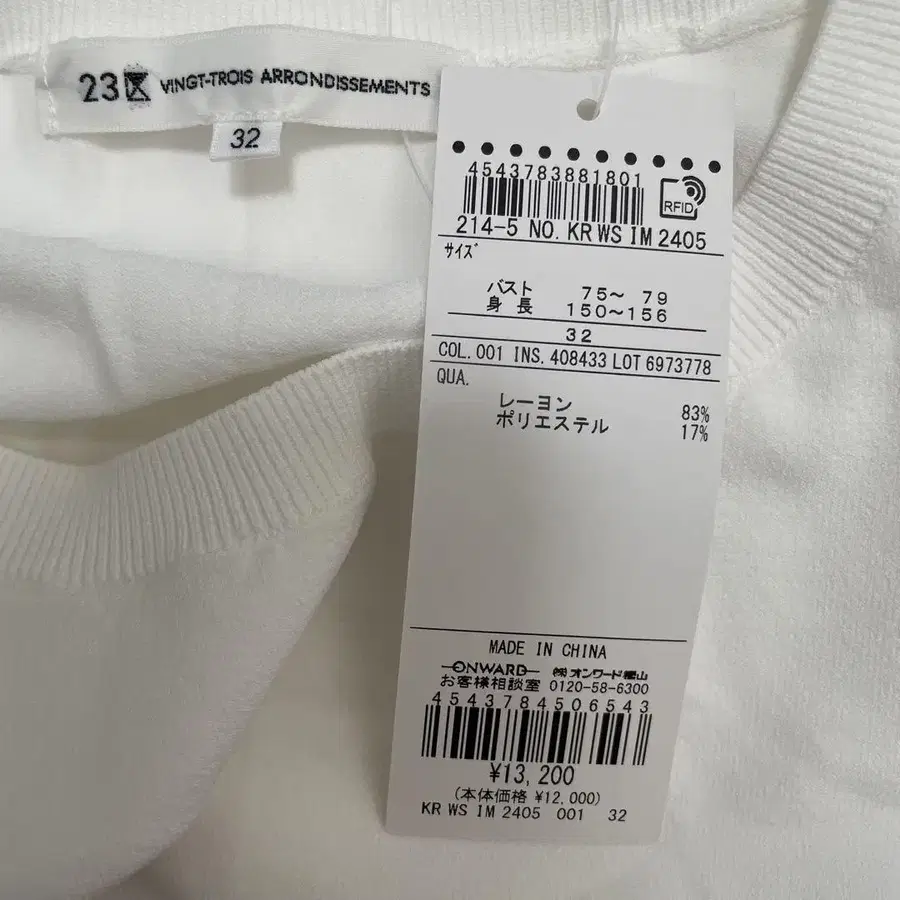 23区 VINGT-TROIS ARRONDISSEMENTS
32
4543783881801
RFID
214-5 NO. KR WS IM 2405
サイズ
バスト 75～ 79
身長 150～156
32
COL. 001 INS. 408433 LOT 6973778
QUA.
レーヨン 83%
ポリエステル 17%
MADE IN CHINA
ONWARD ㈱オンワード樫山
お客様相談室 0120-58-6300
4543784506543
¥13,200
(本体価格 ¥12,000)
KR WS IM 2405 001 32